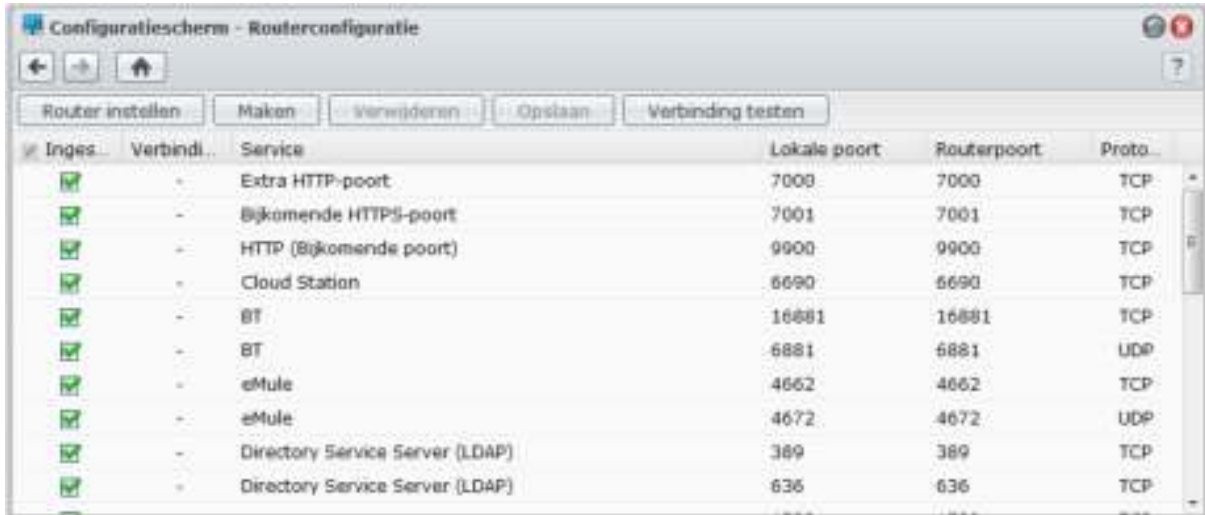 Configuratiescherm - Routerconfiguratie
?
Router instellen Maken Verwijderen Opslaan Verbinding testen
Inges... Verbindi... Service Lokale poort Routerpoort Proto...
- Extra HTTP-poort 7000 7000 TCP
- Bijkomende HTTPS-poort 7001 7001 TCP
- HTTP (Bijkomende poort) 9900 9900 TCP
- Cloud Station 6690 6690 TCP
- BT 16881 16881 TCP
- BT 6881 6881 UDP
- eMule 4662 4662 TCP
- eMule 4672 4672 UDP
- Directory Service Server (LDAP) 389 389 TCP
- Directory Service Server (LDAP) 636 636 TCP